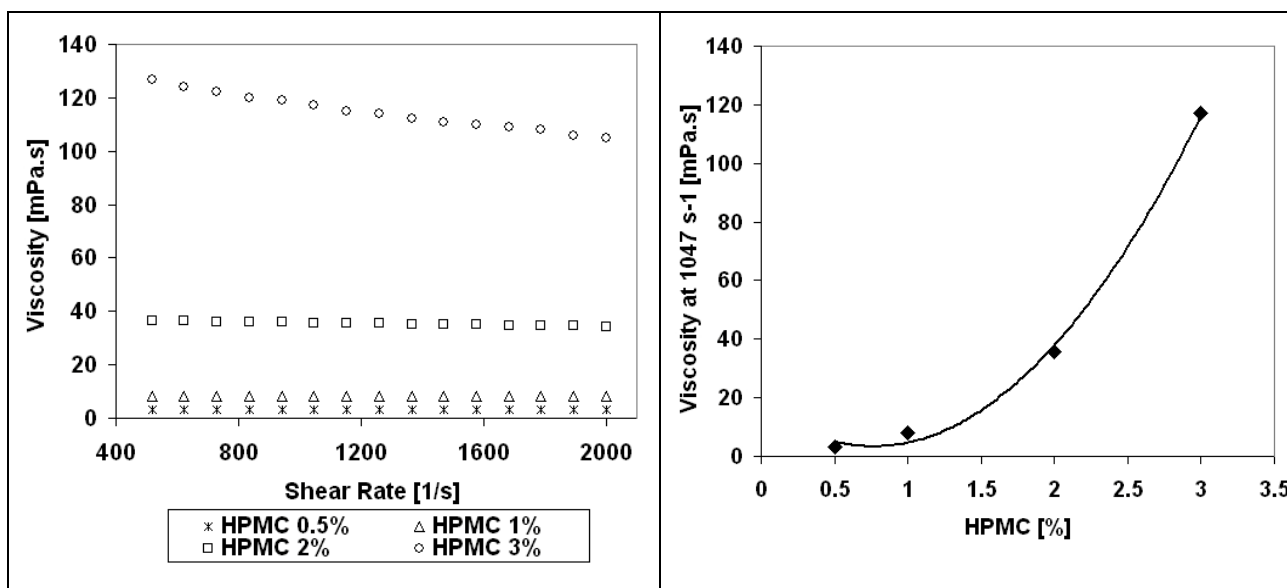 140
120
100
80
60
40
20
0
Viscosity [mPa.s]
400 800 1200 1600 2000
Shear Rate [1/s]
HPMC 0.5% HPMC 1%
HPMC 2% HPMC 3%
140
120
100
80
60
40
20
0
Viscosity at 1047 s-1 [mPa.s]
0 0.5 1 1.5 2 2.5 3 3.5
HPMC [%]